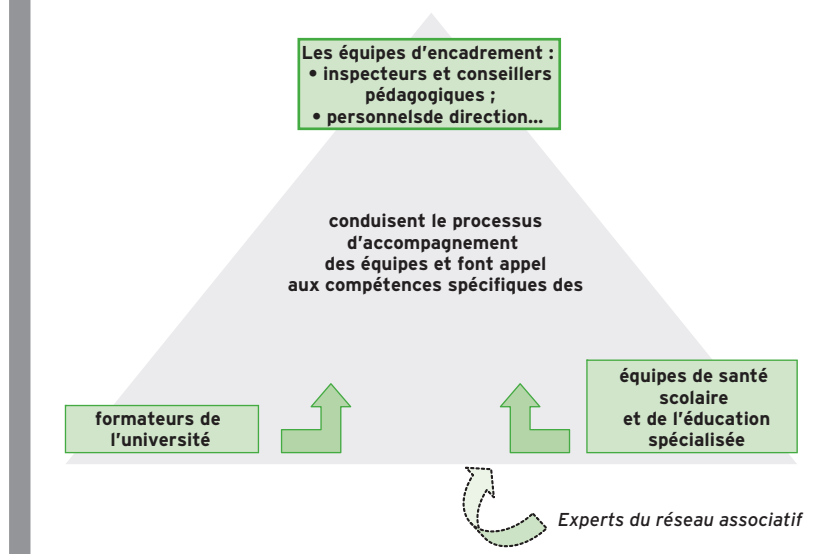 Les équipes d'encadrement :
• inspecteurs et conseillers
pédagogiques ;
• personnelsde direction...
conduisent le processus
d'accompagnement
des équipes et font appel
aux compétences spécifiques des
formateurs de
l'université
équipes de santé
scolaire
et de l'éducation
spécialisée
Experts du réseau associatif